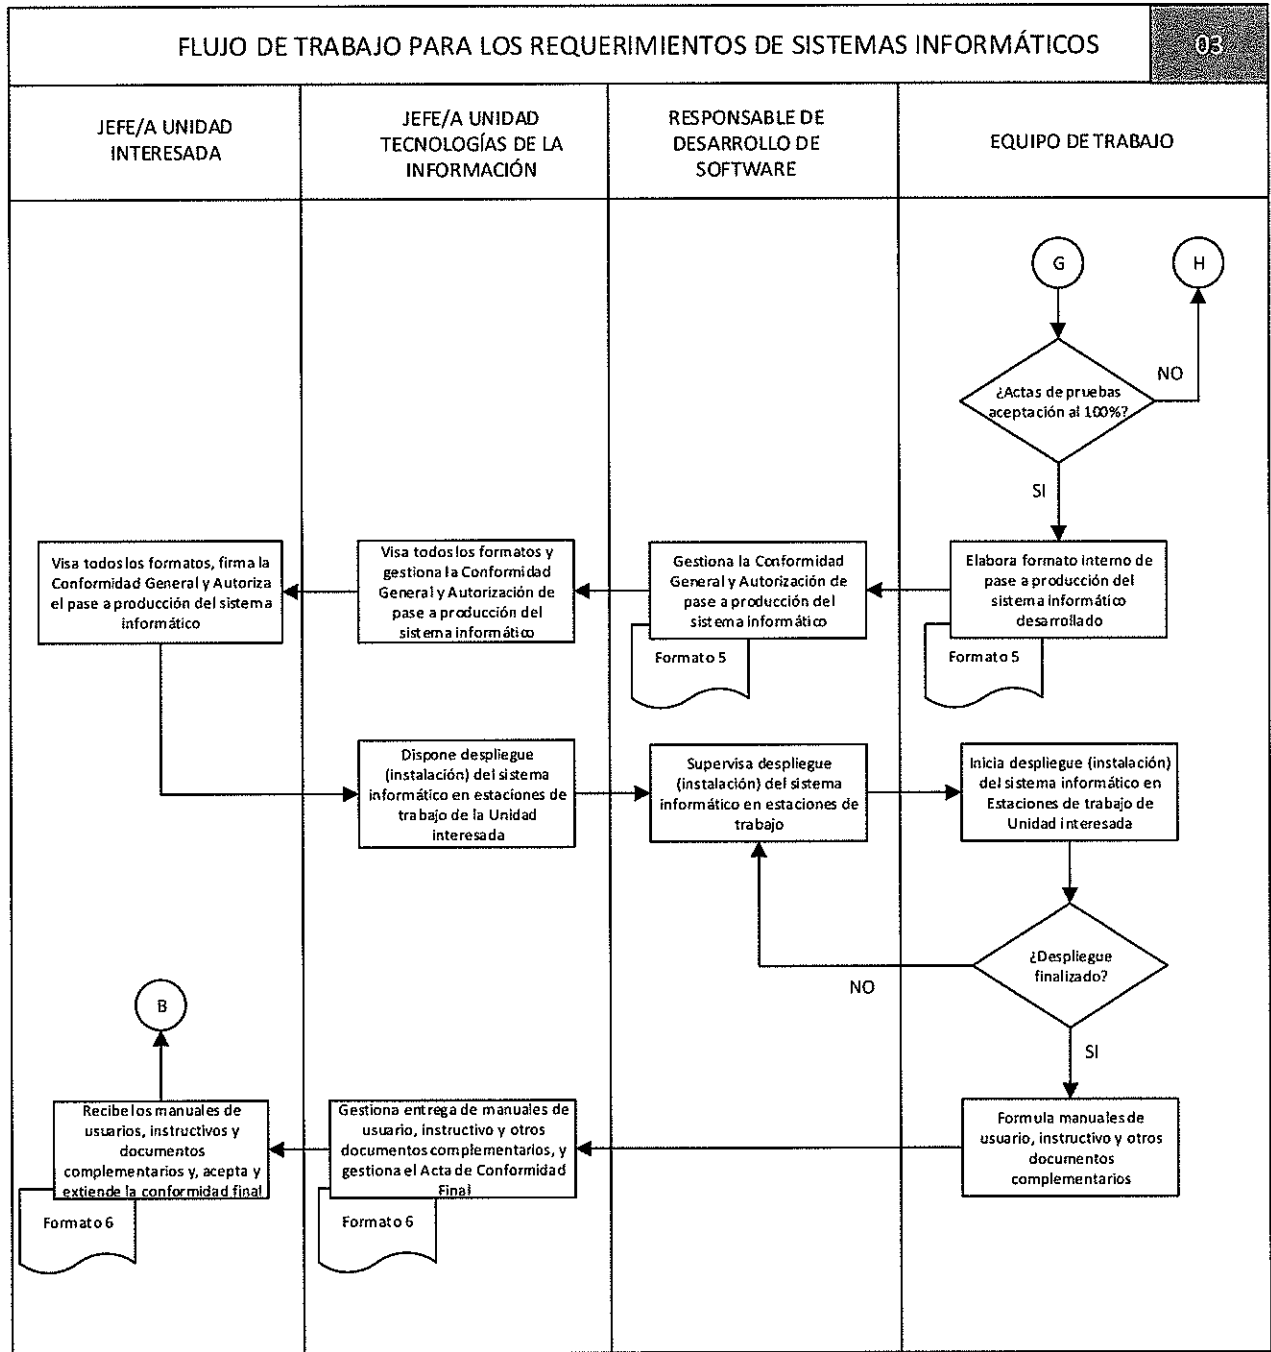 FLUJO DE TRABAJO PARA LOS REQUERIMIENTOS DE SISTEMAS INFORMÁTICOS
03
JEFE/A UNIDAD
INTERESADA
JEFE/A UNIDAD
TECNOLOGÍAS DE LA
INFORMACIÓN
RESPONSABLE DE
DESARROLLO DE
SOFTWARE
EQUIPO DE TRABAJO
G
H
¿Actas de pruebas
aceptación al 100%?
NO
SI
Visa todos los formatos, firma la
Conformidad General y Autoriza
el pase a producción del sistema
informático
Visa todos los formatos y
gestiona la Conformidad
General y Autorización de
pase a producción del
sistema informático
Gestiona la Conformidad
General y Autorización de
pase a producción del
sistema informático
Formato 5
Elabora formato interno de
pase a producción del
sistema informático
desarrollado
Formato 5
Dispone despliegue
(instalación) del sistema
informático en estaciones de
trabajo de la Unidad
interesada
Supervisa despliegue
(instalación) del sistema
informático en estaciones de
trabajo
Inicia despliegue (instalación)
del sistema informático en
Estaciones de trabajo de
Unidad interesada
¿Despliegue
finalizado?
NO
SI
B
Recibe los manuales de
usuarios, instructivos y
documentos
complementarios y, acepta y
extiende la conformidad final
Formato 6
Gestiona entrega de manuales de
usuario, instructivo y otros
documentos complementarios, y
gestiona el Acta de Conformidad
Final
Formato 6
Formula manuales de
usuario, instructivo y otros
documentos
complementarios